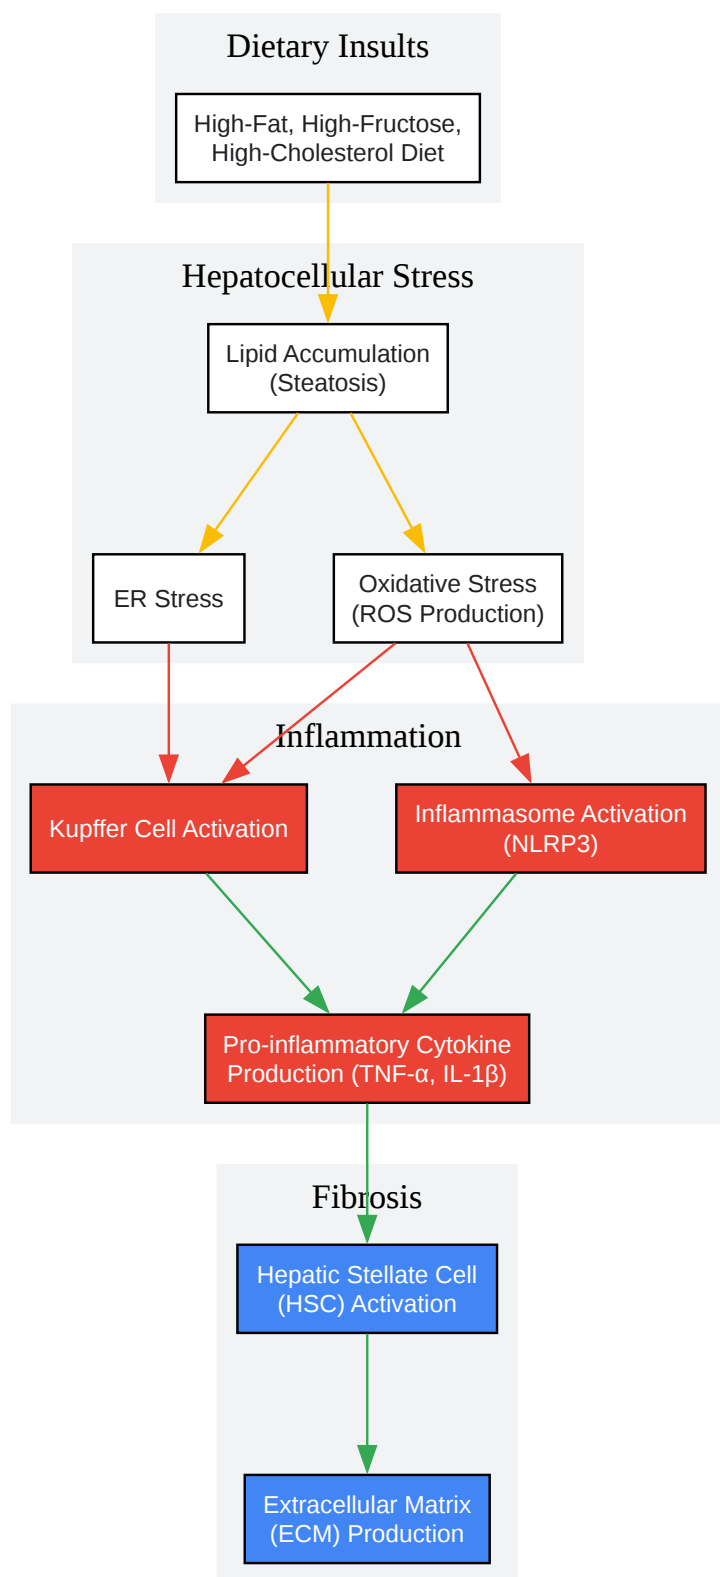 Dietary Insults
High-Fat, High-Fructose,
High-Cholesterol Diet
Hepatocellular Stress
Lipid Accumulation
(Steatosis)
ER Stress
Oxidative Stress
(ROS Production)
Inflammation
Kupffer Cell Activation
Inflammasome Activation
(NLRP3)
Pro-inflammatory Cytokine
Production (TNF-α, IL-1β)
Fibrosis
Hepatic Stellate Cell
(HSC) Activation
Extracellular Matrix
(ECM) Production